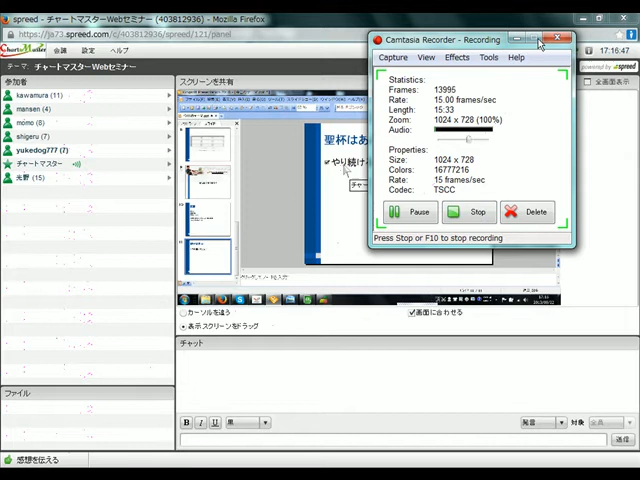 spreed - チャートマスターWebセミナー (403812936) - Mozilla Firefox
https://ja73.spreed.com/c/403812936/spreed/121/panel
ChartMaster
会議 設定 ヘルプ
17:16:47
テーマ: チャートマスターWebセミナー
powered by spreed
参加者
kawamura (11)
mansen (4)
momo (8)
shigeru (7)
yukedog777 (7)
チャートマスター
光野 (15)
スクリーンを共有
全画面表示
聖杯はあ
やり続け
チャー
Camtasia Recorder - Recording
Capture View Effects Tools Help
Statistics:
Frames: 13995
Rate: 15.00 frames/sec
Length: 15.33
Zoom: 1024 x 728 (100%)
Audio:
Properties:
Size: 1024 x 728
Colors: 16777216
Rate: 15 frames/sec
Codec: TSCC
Pause Stop Delete
Press Stop or F10 to stop recording
カーソルを追う
画面に合わせる
表示スクリーンをドラッグ
チャット
ファイル
B I U 黒
発言 対象 全員
送信
感想を伝える